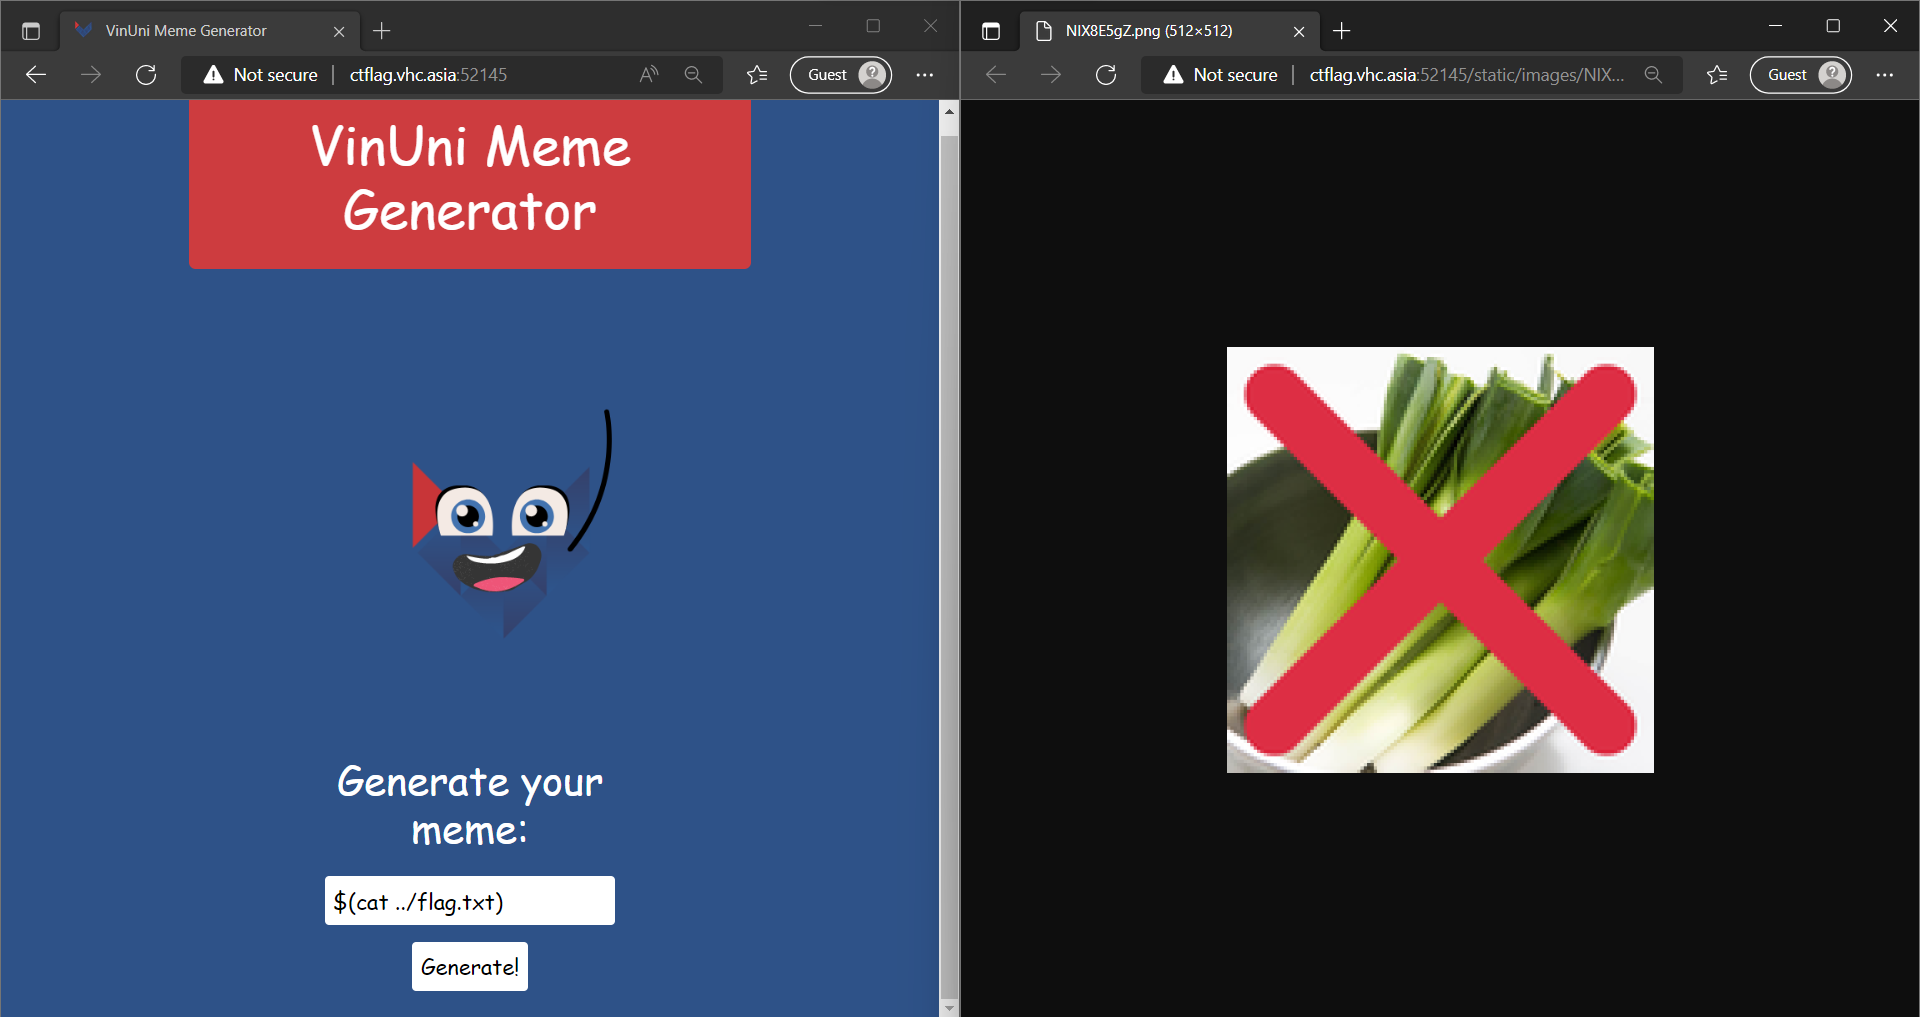 VinUni Meme Generator
Not secure
ctflag.vhc.asia:52145
Guest
VinUni Meme
Generator
Generate your
meme:
$(cat ../flag.txt)
Generate!
NIX8E5gZ.png (512×512)
Not secure
ctflag.vhc.asia:52145/static/images/NIX...
Guest